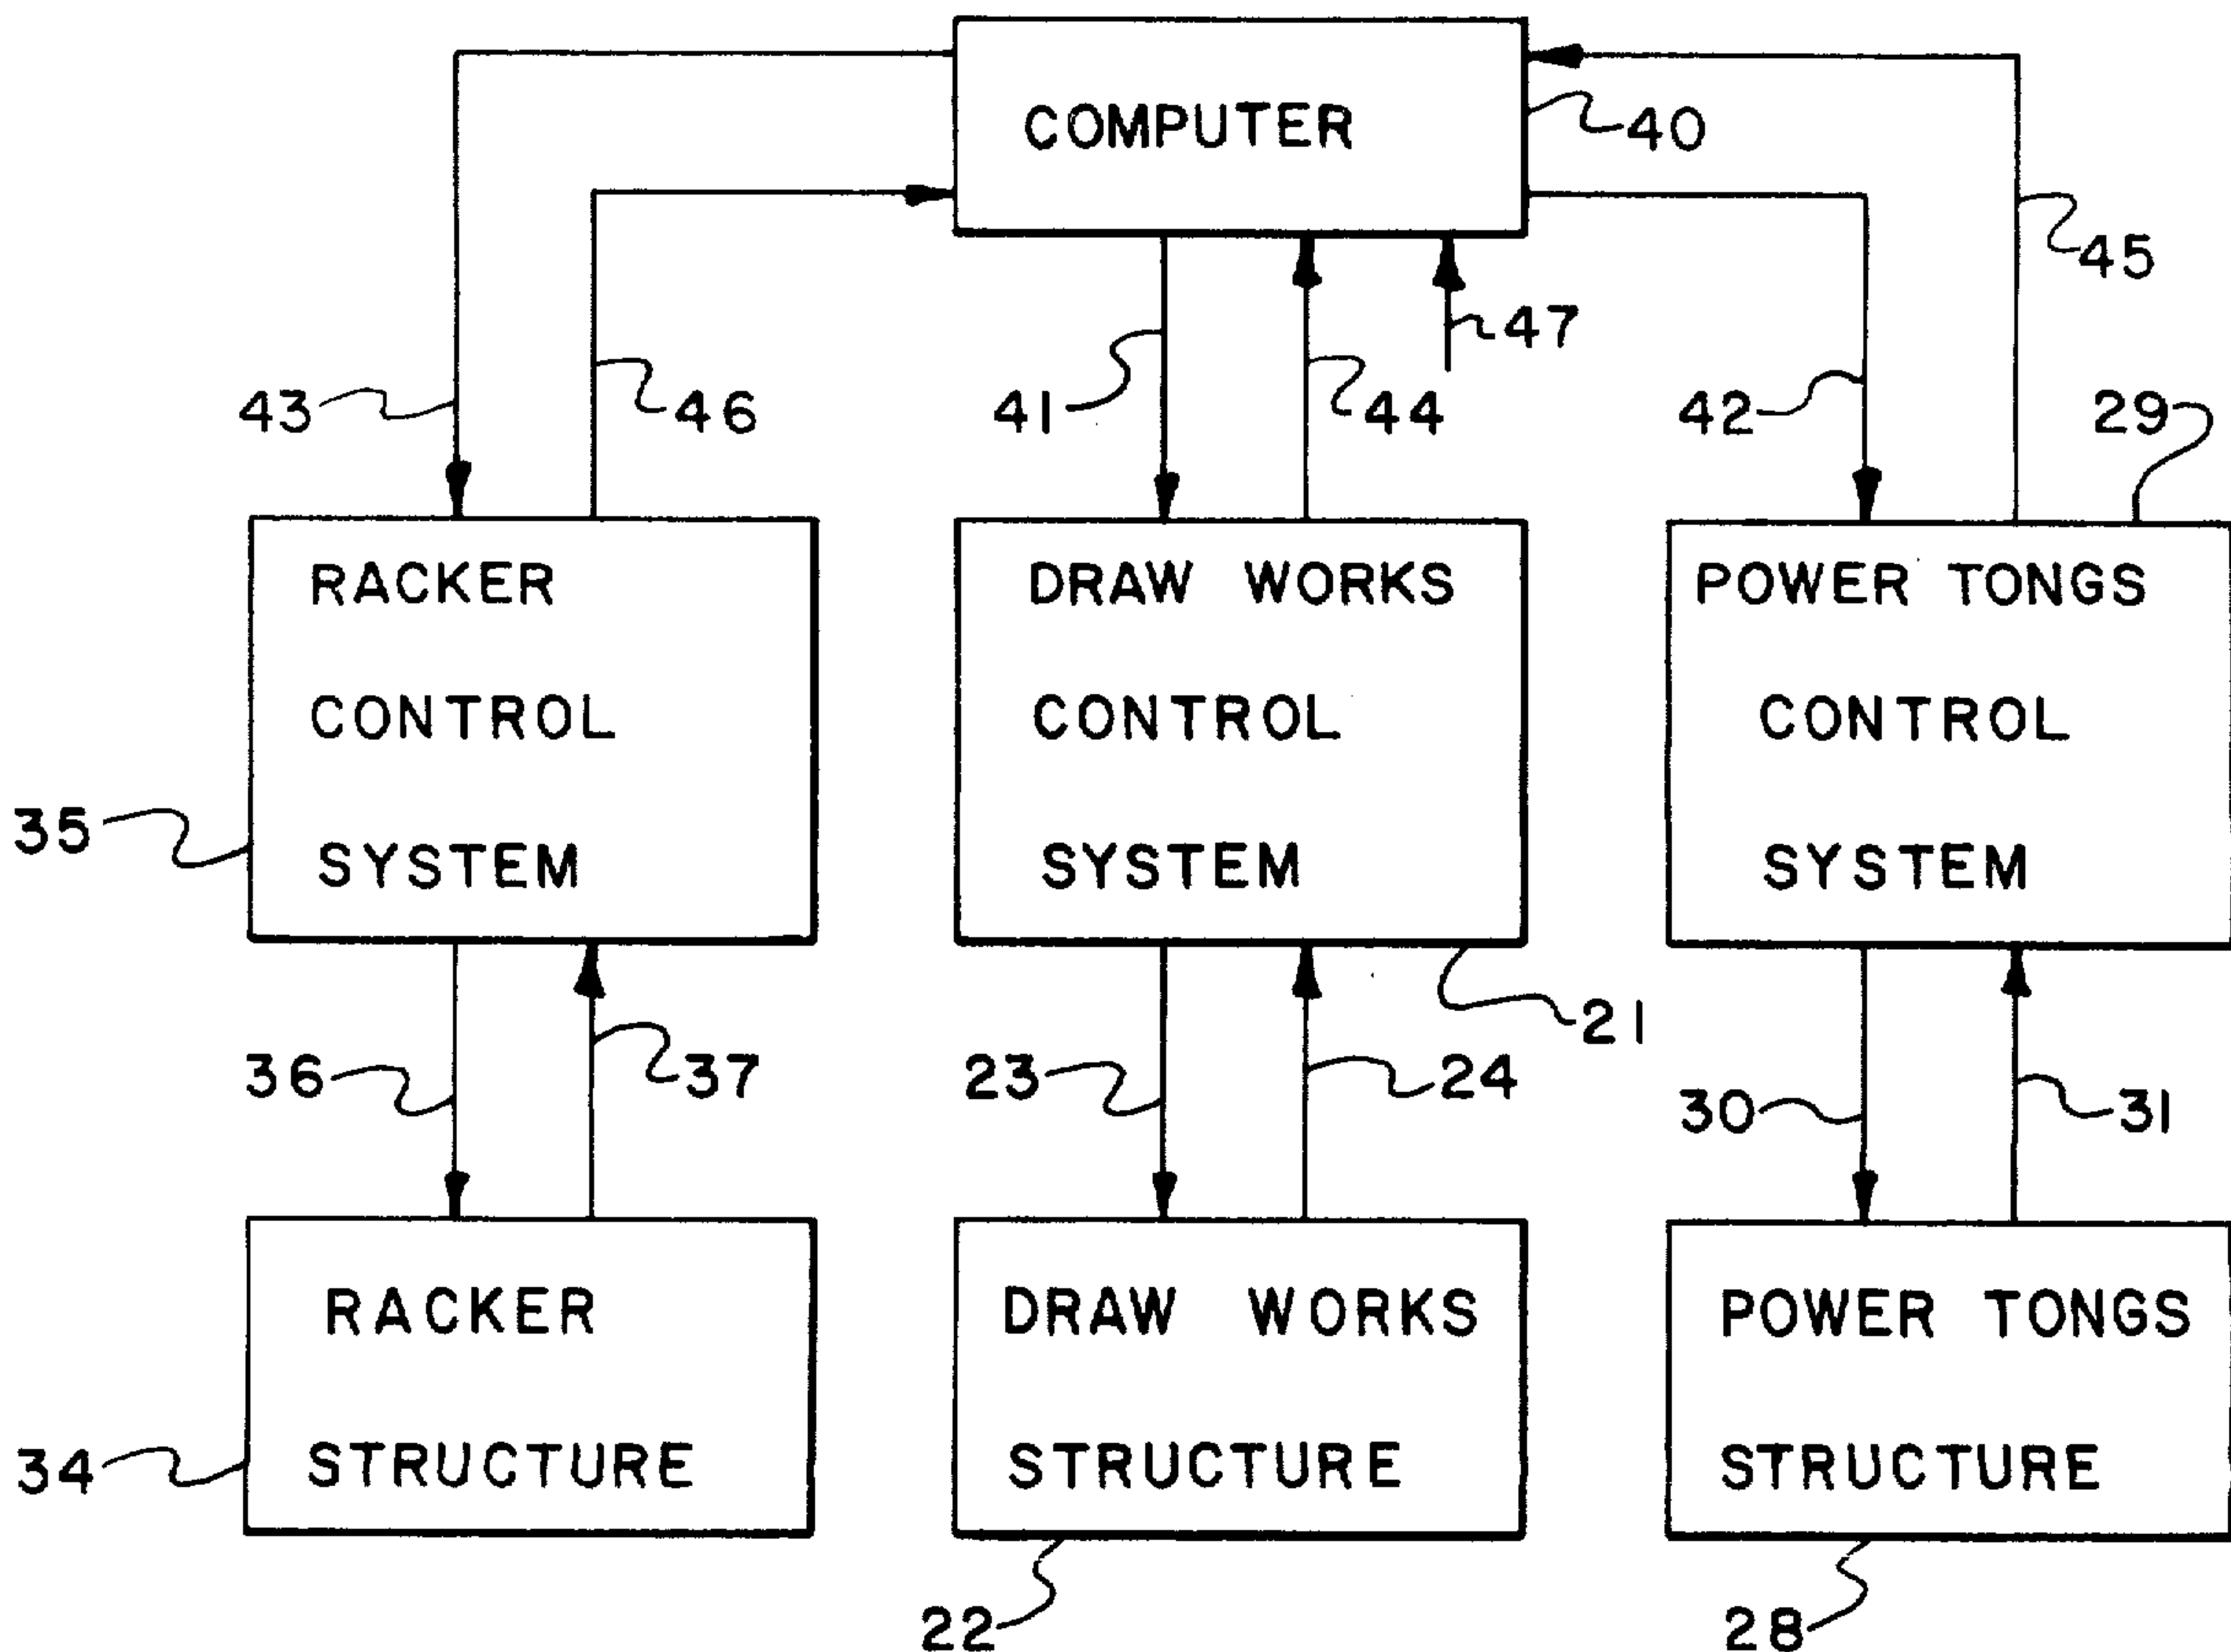 COMPUTER
40
45
47
43
46
41
44
42
29
RACKER
CONTROL
SYSTEM
DRAW WORKS
CONTROL
SYSTEM
POWER TONGS
CONTROL
SYSTEM
35
21
36
37
23
24
30
31
RACKER
STRUCTURE
DRAW WORKS
STRUCTURE
POWER TONGS
STRUCTURE
34
22
28